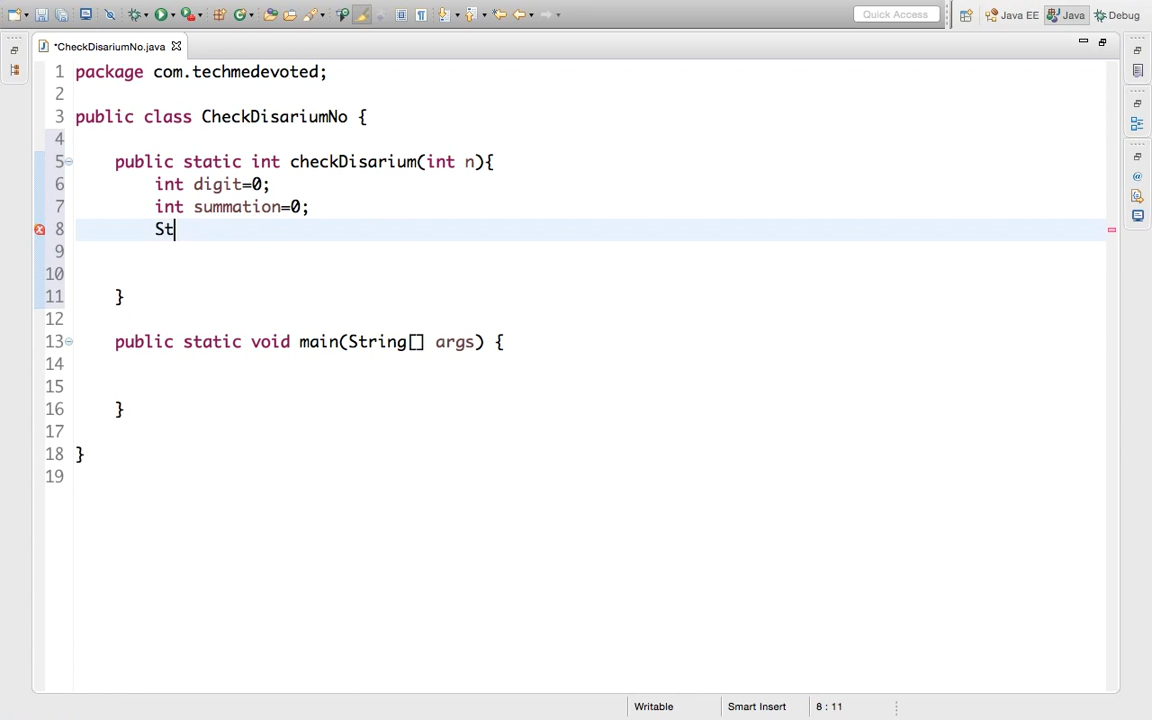 Quick Access
Java EE
Java
Debug
*CheckDisariumNo.java
1 package com.techmedevoted;
2
3 public class CheckDisariumNo {
4
5 public static int checkDisarium(int n){
6 int digit=0;
7 int summation=0;
8 St
9
10
11 }
12
13 public static void main(String[] args) {
14
15
16 }
17
18 }
19
Writable
Smart Insert
8 : 11